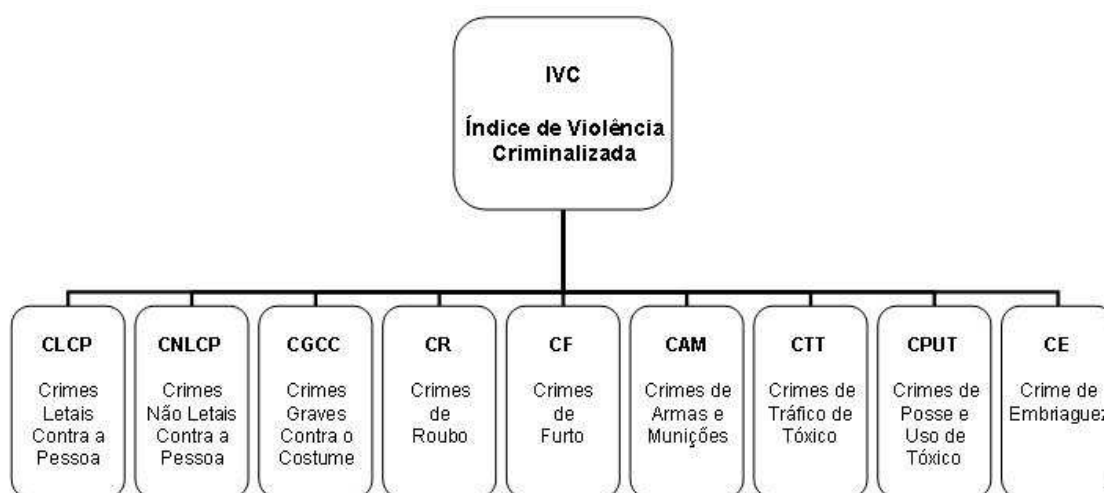 IVC
Índice de Violência
Criminalizada
CLCP
Crimes
Letais
Contra a
Pessoa
CNLCP
Crimes
Não Letais
Contra a
Pessoa
CGCC
Crimes
Graves
Contra o
Costume
CR
Crimes
de
Roubo
CF
Crimes
de
Furto
CAM
Crimes de
Armas e
Munições
CTT
Crimes de
Tráfico de
Tóxico
CPUT
Crimes de
Posse e
Uso de
Tóxico
CE
Crime de
Embriaguez